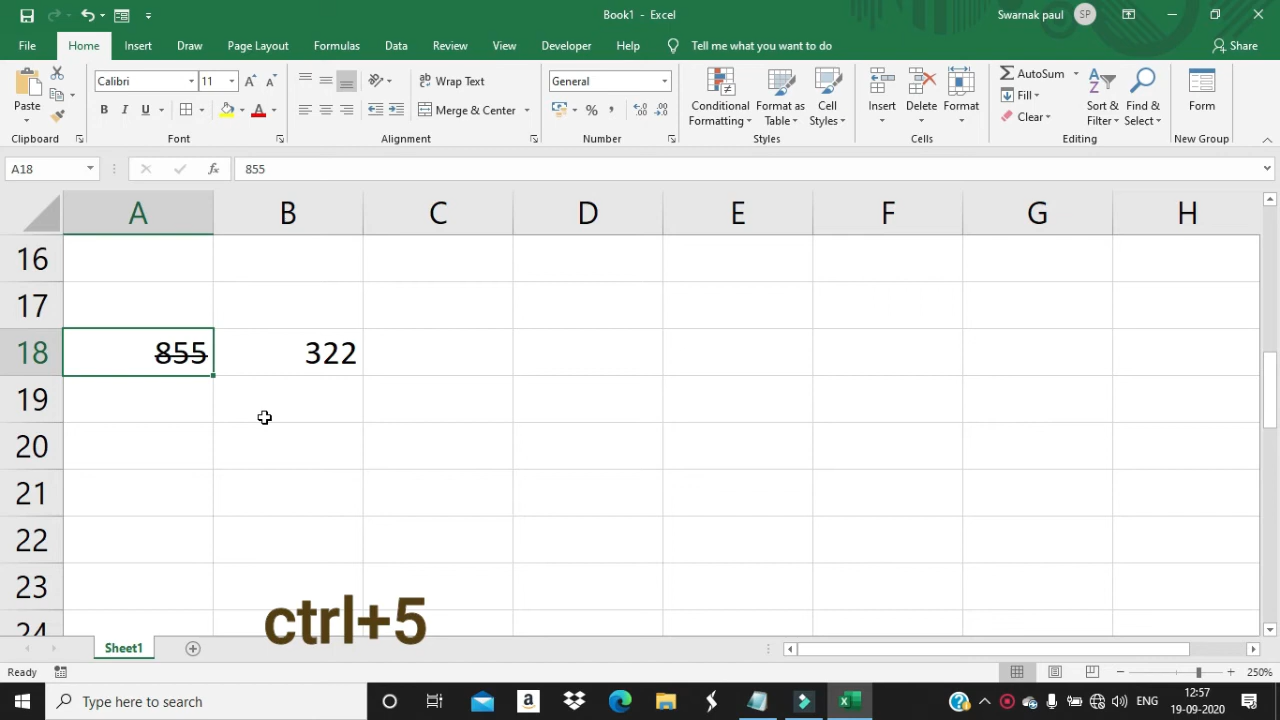 Book1 - Excel
Swarnak paul SP
File Home Insert Draw Page Layout Formulas Data Review View Developer Help Tell me what you want to do Share
Paste
Clipboard
Calibri 11
B I U A
Font
Wrap Text
Merge & Center
Alignment
General
% ,
Number
Conditional Formatting
Format as Table
Cell Styles
Styles
Insert
Delete
Format
Cells
AutoSum
Fill
Clear
Sort & Filter
Find & Select
Editing
Form
New Group
A18 fx 855
A B C D E F G H
16
17
18 855 322
19
20
21
22
23
24
ctrl+5
Sheet1
Ready 250%
Type here to search
ENG
12:57
19-09-2020